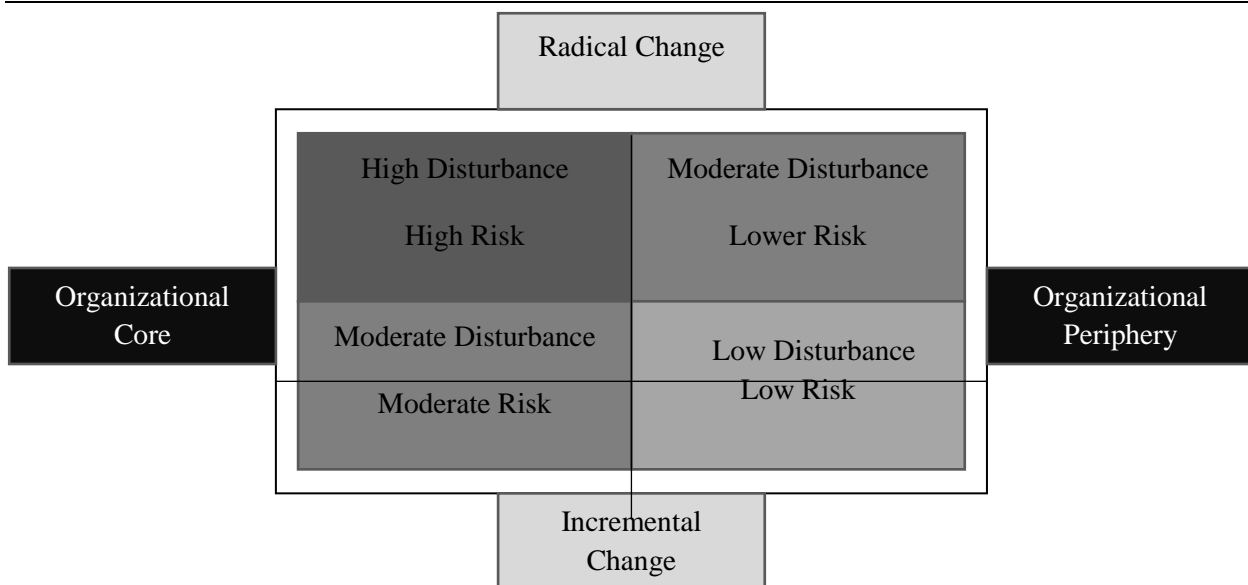 Radical Change
High Disturbance
High Risk
Moderate Disturbance
Lower Risk
Organizational
Core
Organizational
Periphery
Moderate Disturbance
Moderate Risk
Low Disturbance
Low Risk
Incremental
Change